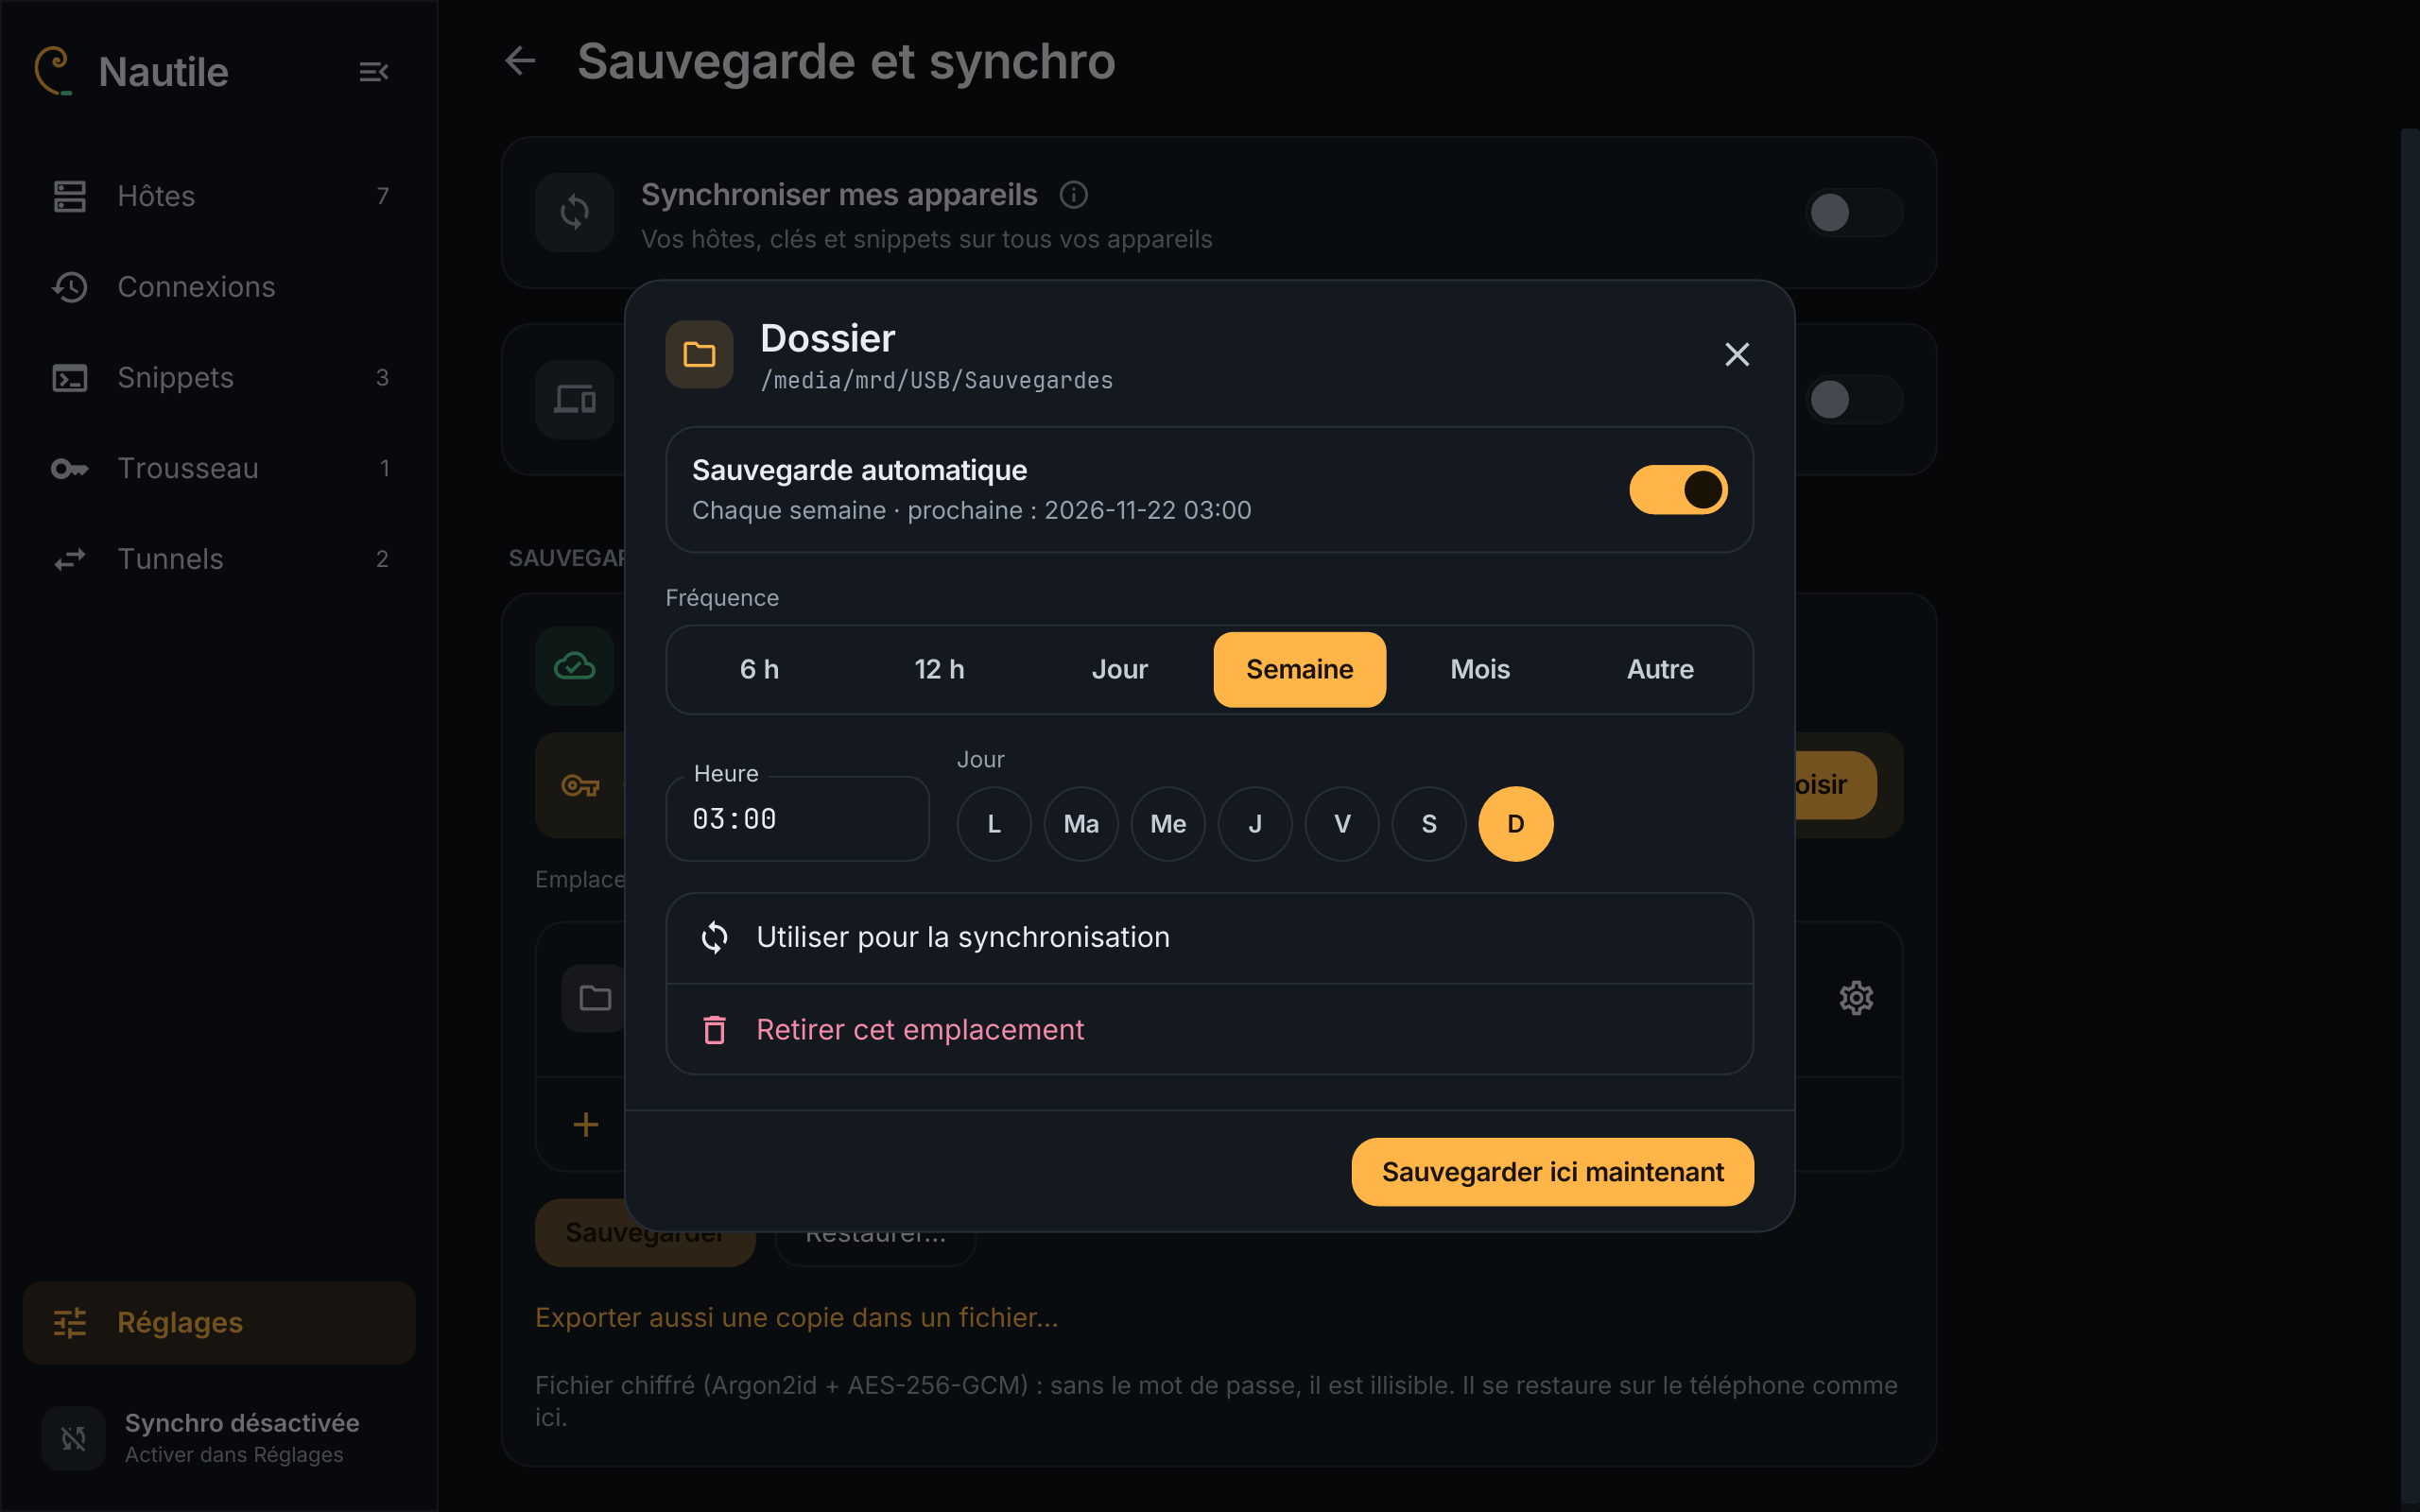 Nautile
Hôtes 7
Connexions
Snippets 3
Trousseau 1
Tunnels 2
Réglages
Synchro désactivée
Activer dans Réglages
Sauvegarde et synchro
Synchroniser mes appareils
Vos hôtes, clés et snippets sur tous vos appareils
Dossier
/media/mrd/USB/Sauvegardes
Sauvegarde automatique
Chaque semaine · prochaine : 2026-11-22 03:00
Fréquence
6 h 12 h Jour Semaine Mois Autre
Heure
03:00
Jour
L Ma Me J V S D
Utiliser pour la synchronisation
Retirer cet emplacement
Sauvegarder ici maintenant
Sauvegarder Restaurer...
Exporter aussi une copie dans un fichier...
Fichier chiffré (Argon2id + AES-256-GCM) : sans le mot de passe, il est illisible. Il se restaure sur le téléphone comme
ici.